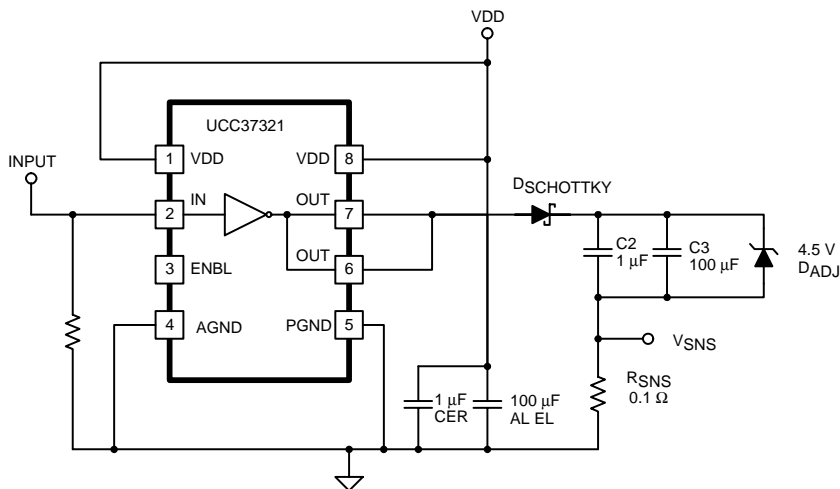 VDD
UCC37321
INPUT
1 VDD
VDD 8
DSCHOTTKY
2 IN
OUT 7
C2
1 μF
C3
100 μF
4.5 V
DADJ
3 ENBL
OUT 6
4 AGND
PGND 5
VSNS
1 μF
CER
100 μF
AL EL
RSNS
0.1 Ω